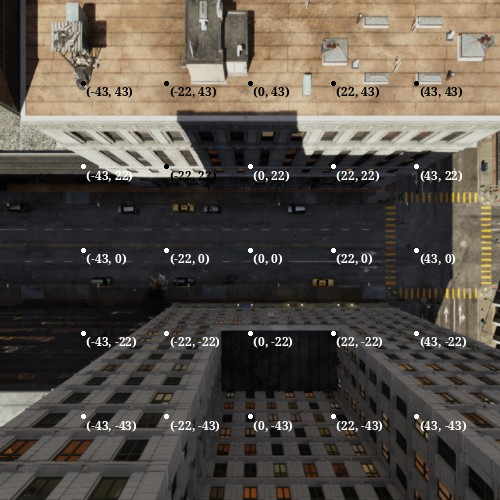 (-43, 43) (-22, 43) (0, 43) (22, 43) (43, 43)
(-43, 22) (-22, 22) (0, 22) (22, 22) (43, 22)
(-43, 0) (-22, 0) (0, 0) (22, 0) (43, 0)
(-43, -22) (-22, -22) (0, -22) (22, -22) (43, -22)
(-43, -43) (-22, -43) (0, -43) (22, -43) (43, -43)